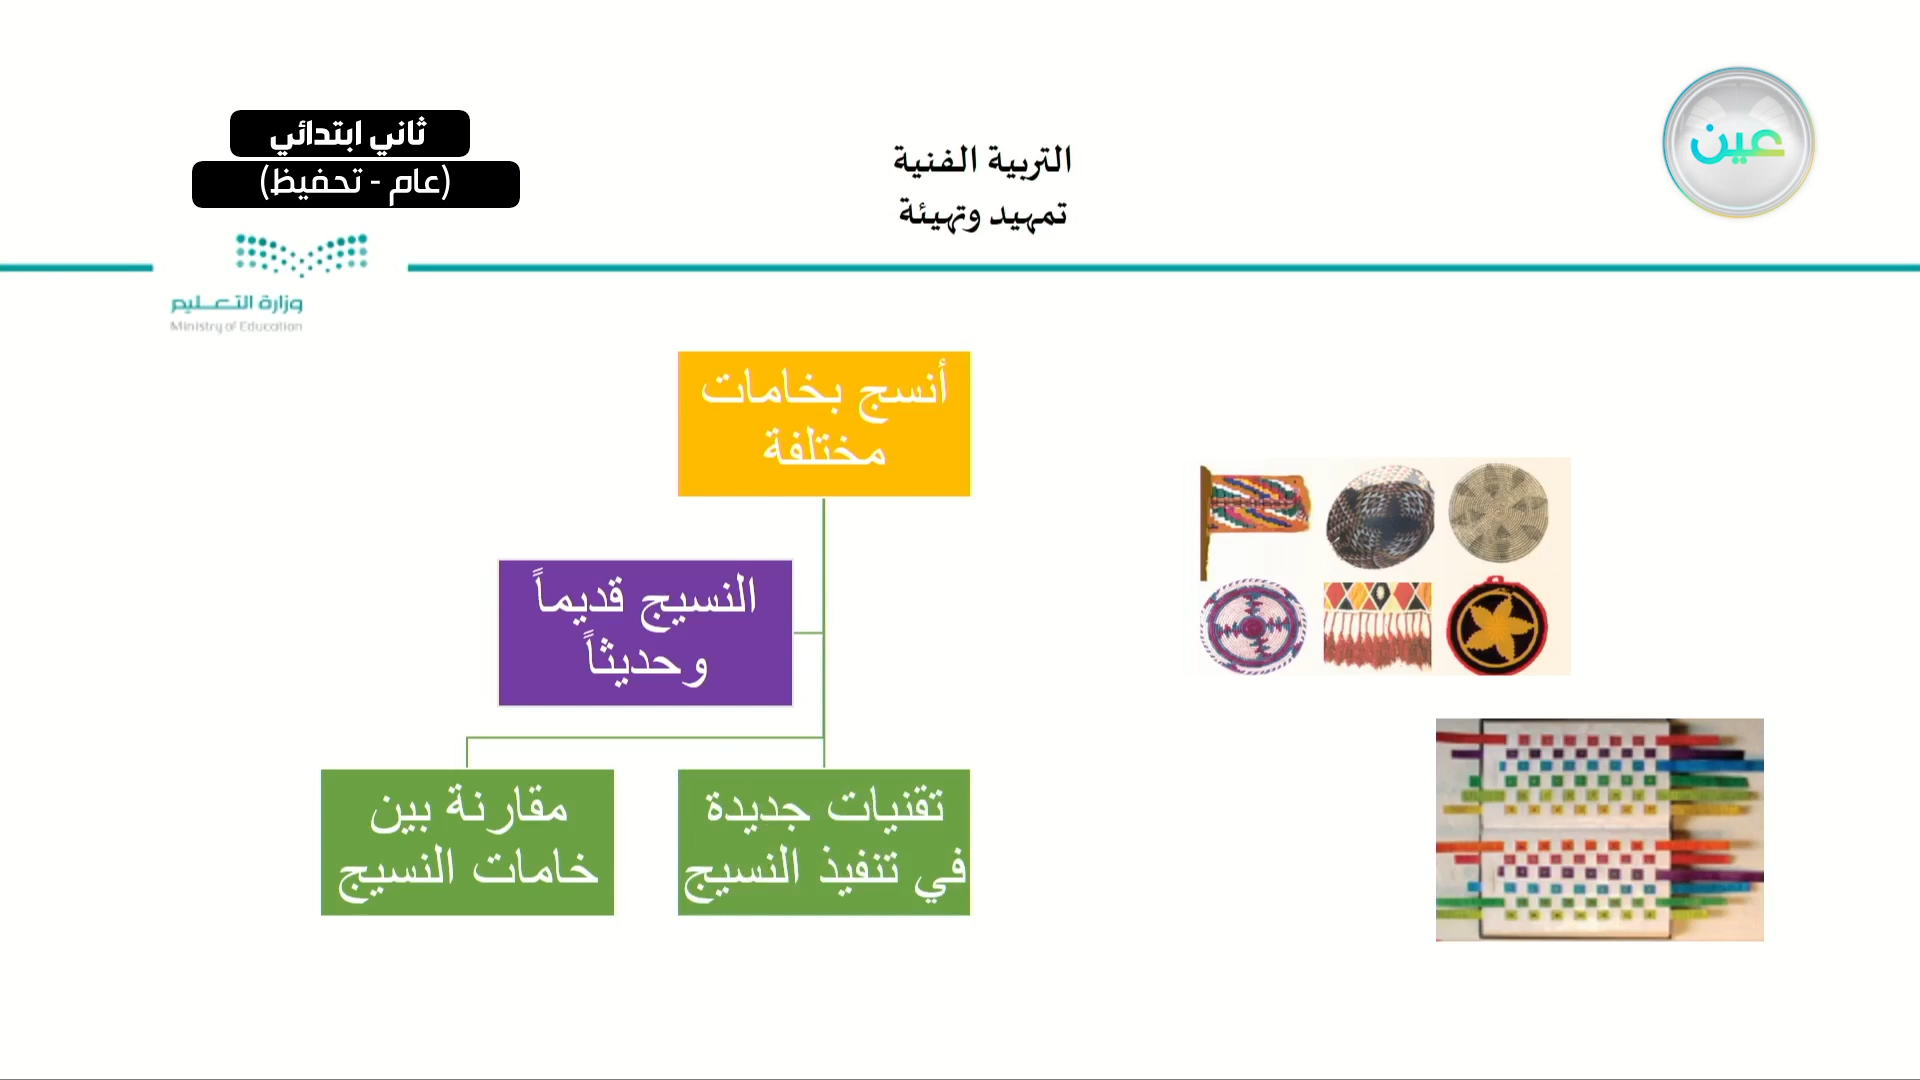 عين
ثاني ابتدائي
(عام - تحفيظ)
التربية الفنية
تمهيد وتهيئة
وزارة التعليم
Ministry of Education
أنسج بخامات
مختلفة
النسيج قديماً
وحديثاً
تقنيات جديدة
في تنفيذ النسيج
مقارنة بين
خامات النسيج